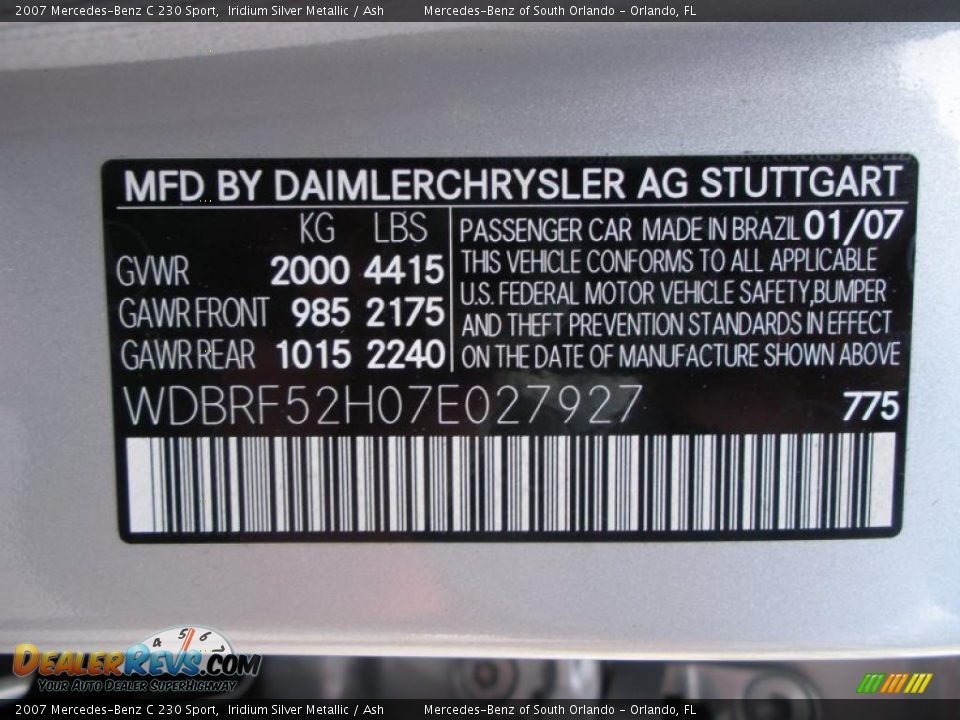 2007 Mercedes-Benz C 230 Sport, Iridium Silver Metallic / Ash Mercedes-Benz of South Orlando - Orlando, FL
MFD BY DAIMLERCHRYSLER AG STUTTGART
KG LBS
GVWR 2000 4415
GAWR FRONT 985 2175
GAWR REAR 1015 2240
PASSENGER CAR MADE IN BRAZIL 01/07
THIS VEHICLE CONFORMS TO ALL APPLICABLE
U.S. FEDERAL MOTOR VEHICLE SAFETY,BUMPER
AND THEFT PREVENTION STANDARDS IN EFFECT
ON THE DATE OF MANUFACTURE SHOWN ABOVE
WDBRF52H07E027927 775
4 5 6 7
DEALERREVS.COM
YOUR AUTO DEALER SUPERHIGHWAY
2007 Mercedes-Benz C 230 Sport, Iridium Silver Metallic / Ash Mercedes-Benz of South Orlando - Orlando, FL